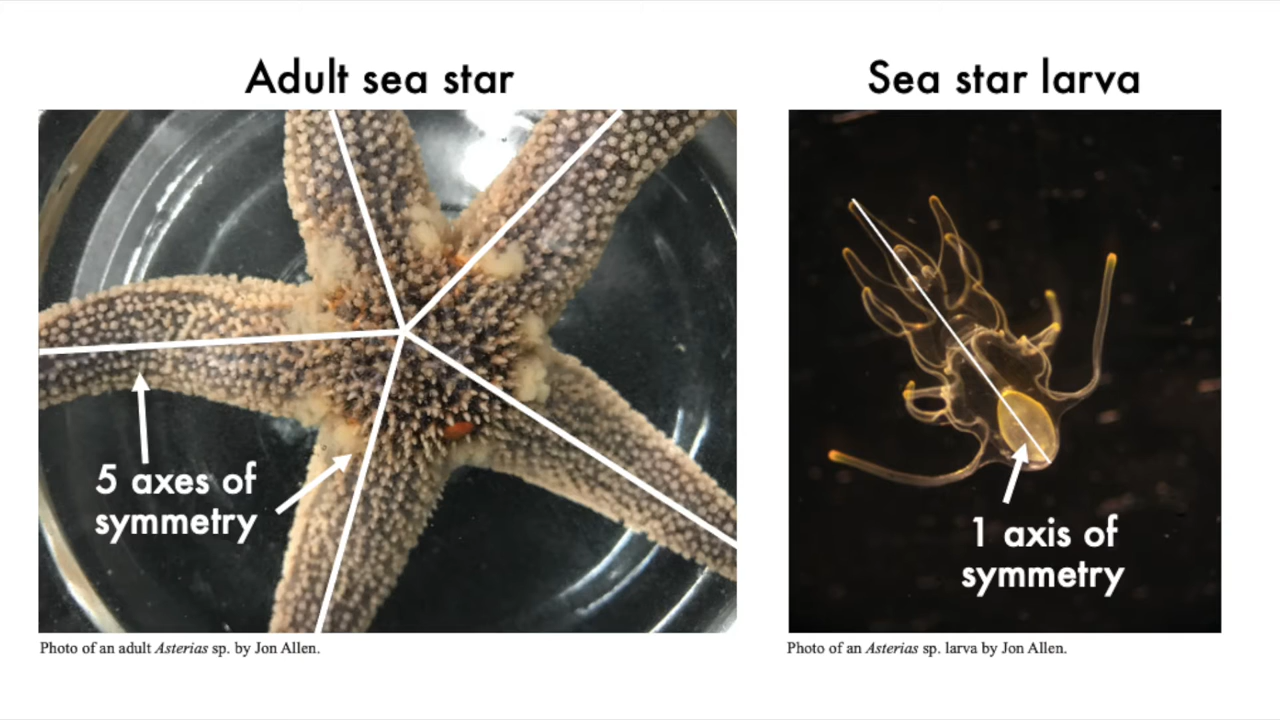 Adult sea star
Sea star larva
5 axes of
symmetry
1 axis of
symmetry
Photo of an adult Asterias sp. by Jon Allen.
Photo of an Asterias sp. larva by Jon Allen.